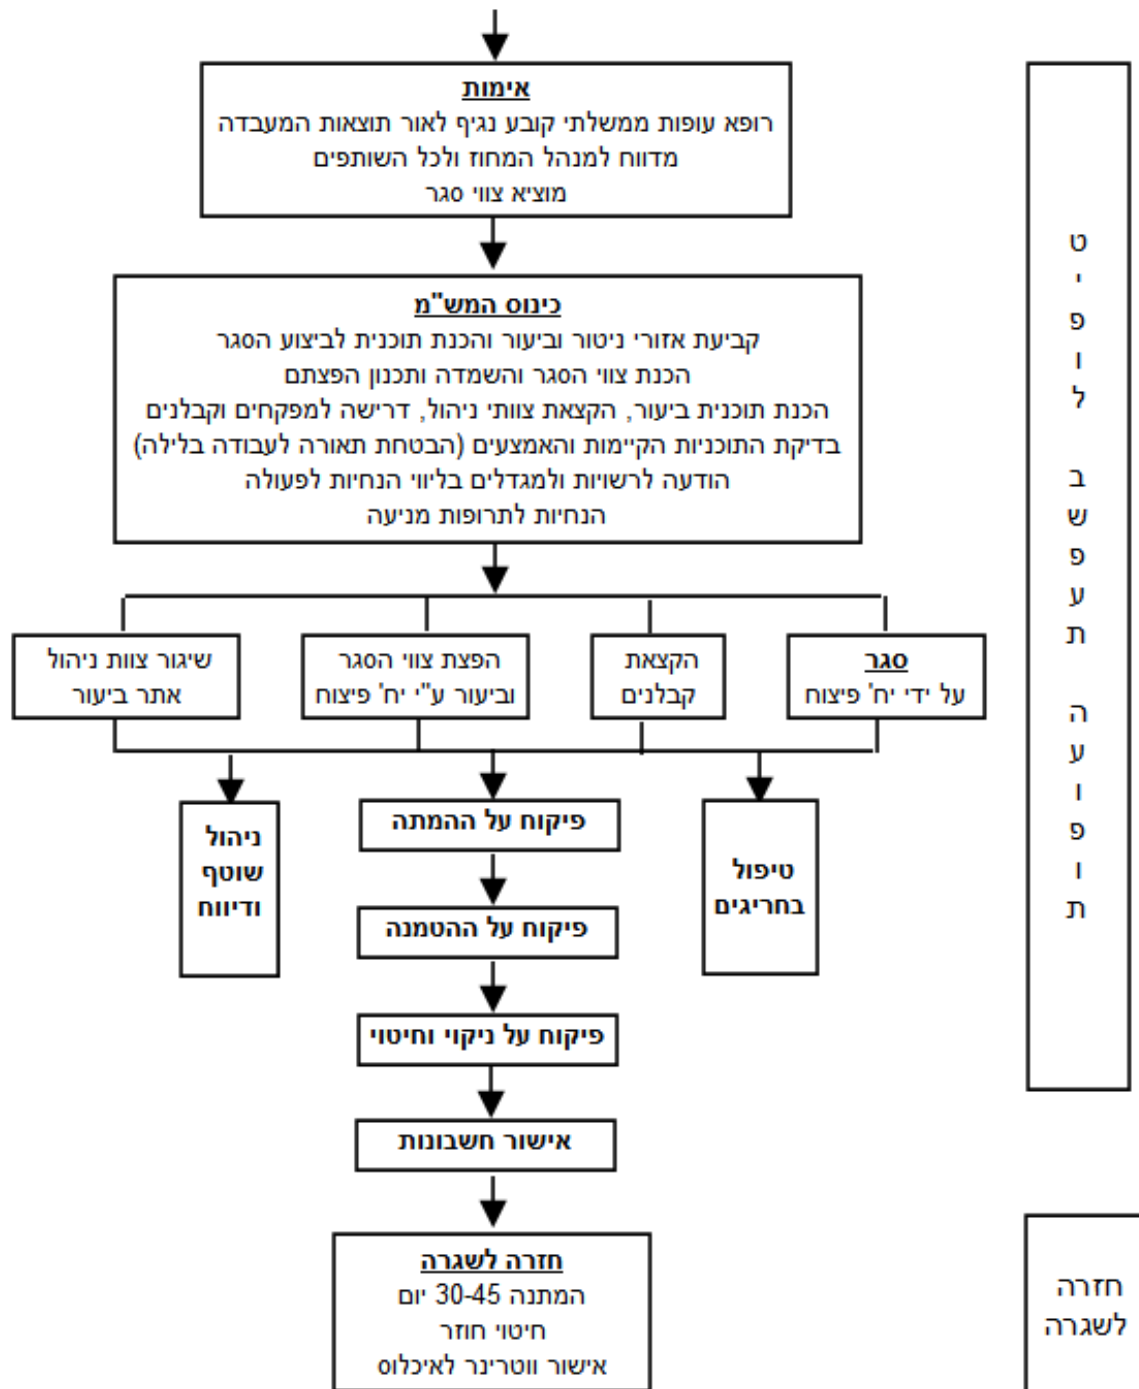 אימות
רופא עופות ממשלתי קובע נגיף לאור תוצאות המעבדה
מדווח למנהל המחוז ולכל השותפים
מוציא צווי סגר
כינוס המש"מ
קביעת אזורי ניטור וביעור והכנת תוכנית לביצוע הסגר
הכנת צווי הסגר והשמדה ותכנון הפצתם
הכנת תוכנית ביעור, הקצאת צוותי ניהול, דרישה למפקחים וקבלנים
בדיקת התוכניות הקיימות והאמצעים (הבטחת תאורה לעבודה בלילה)
הודעה לרשויות ולמגדלים בליווי הנחיות לפעולה
הנחיות לתרופות מניעה
סגר
על ידי יח' פיצוח
הקצאת
קבלנים
הפצת צווי הסגר
וביעור ע"י יח' פיצוח
שיגור צוות ניהול
אתר ביעור
טיפול
בחריגים
פיקוח על ההמתה
פיקוח על ההטמנה
פיקוח על ניקוי וחיטוי
אישור חשבונות
ניהול
שוטף
ודיווח
חזרה לשגרה
המתנה 30-45 יום
חיטוי חוזר
אישור ווטרינר לאיכלוס
ט
י
פ
ו
ל
ב
ש
פ
ע
ת
ה
ע
ו
פ
ו
ת
חזרה
לשגרה